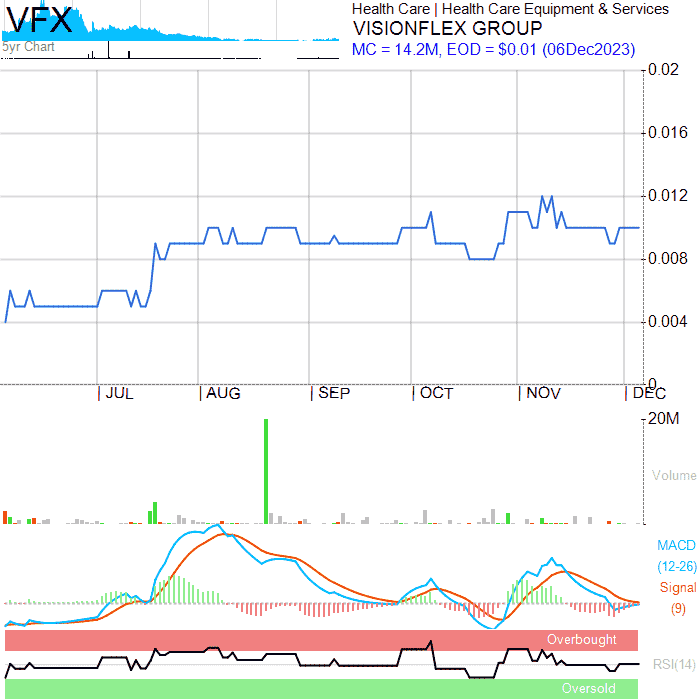 VFX
5yr Chart
Health Care | Health Care Equipment & Services
VISIONFLEX GROUP
MC = 14.2M, EOD = $0.01 (06Dec2023)
0.02
0.016
0.012
0.008
0.004
0
JUL AUG SEP OCT NOV DEC
20M
Volume
MACD
(12-26)
Signal
(9)
Overbought
RSI(14)
Oversold